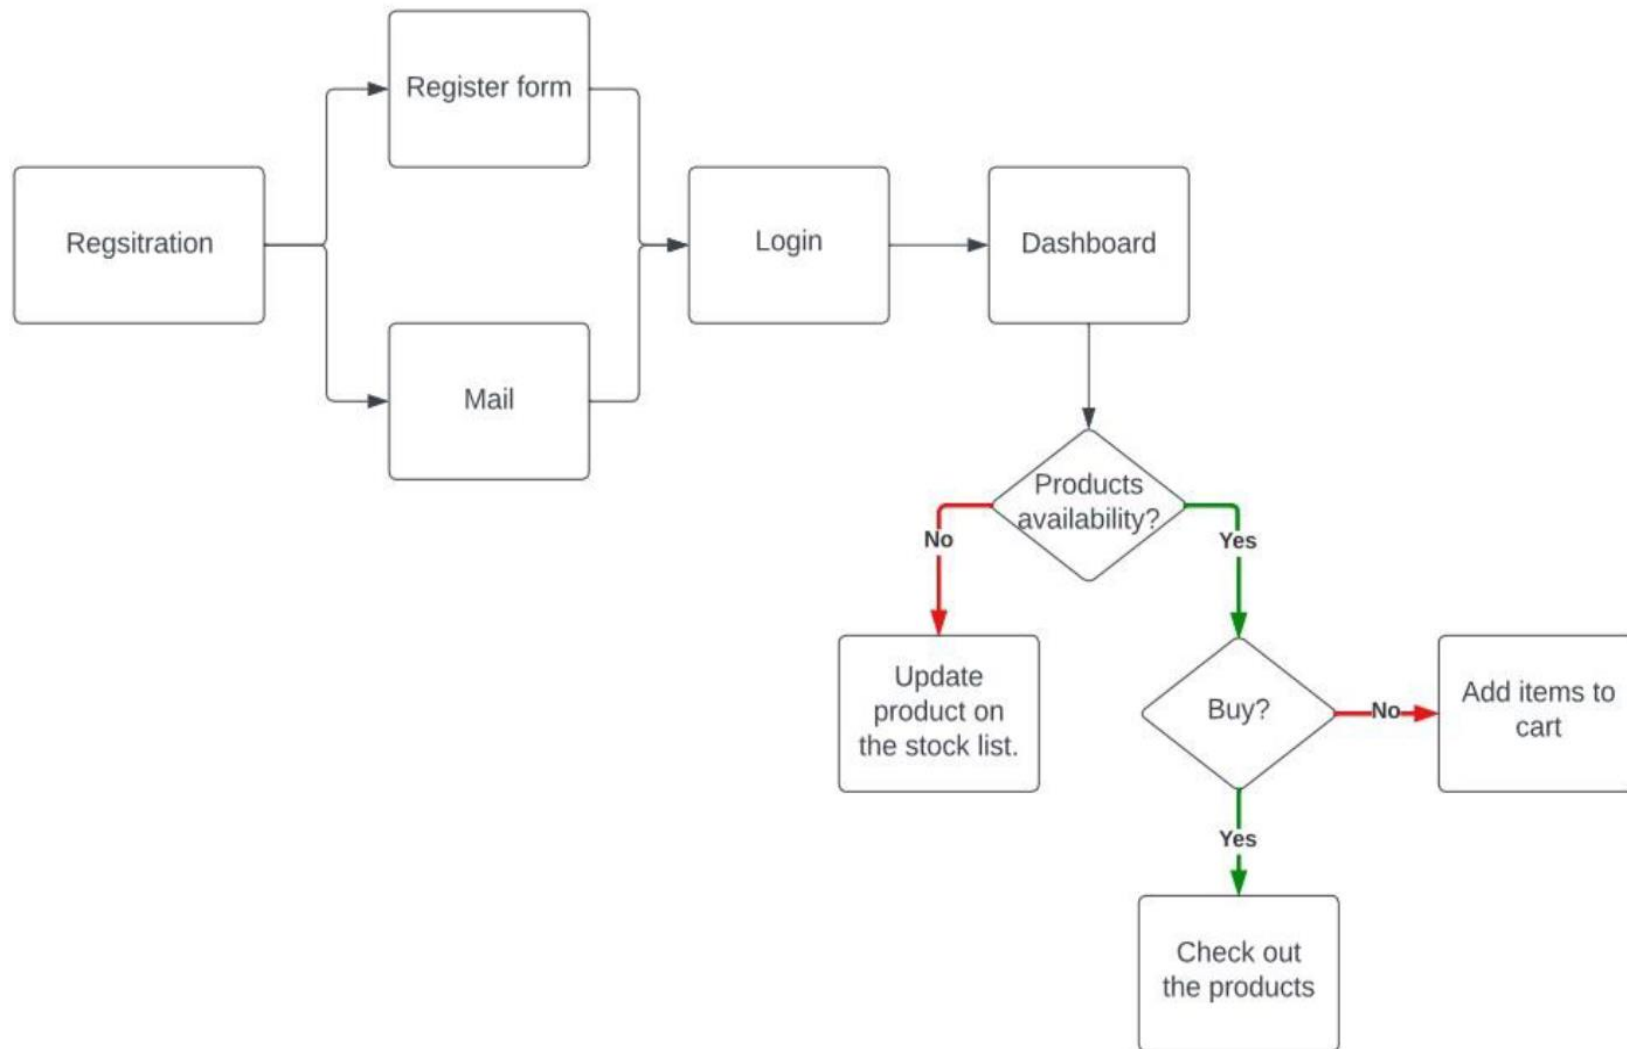 Register form
Regsitration
Login
Dashboard
Mail
Products
availability?
No
Yes
Update
product on
the stock list.
Buy?
No
Add items to
cart
Yes
Check out
the products